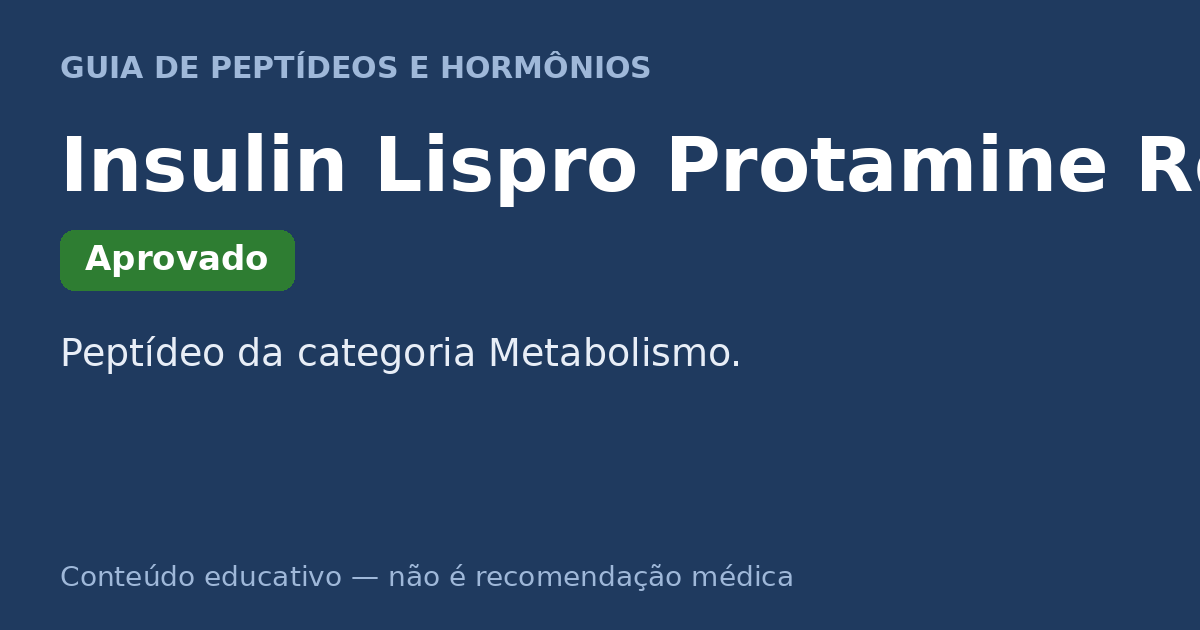 GUIA DE PEPTÍDEOS E HORMÔNIOS
Insulin Lispro Protamine
Aprovado
Peptídeo da categoria Metabolismo.
Conteúdo educativo — não é recomendação médica